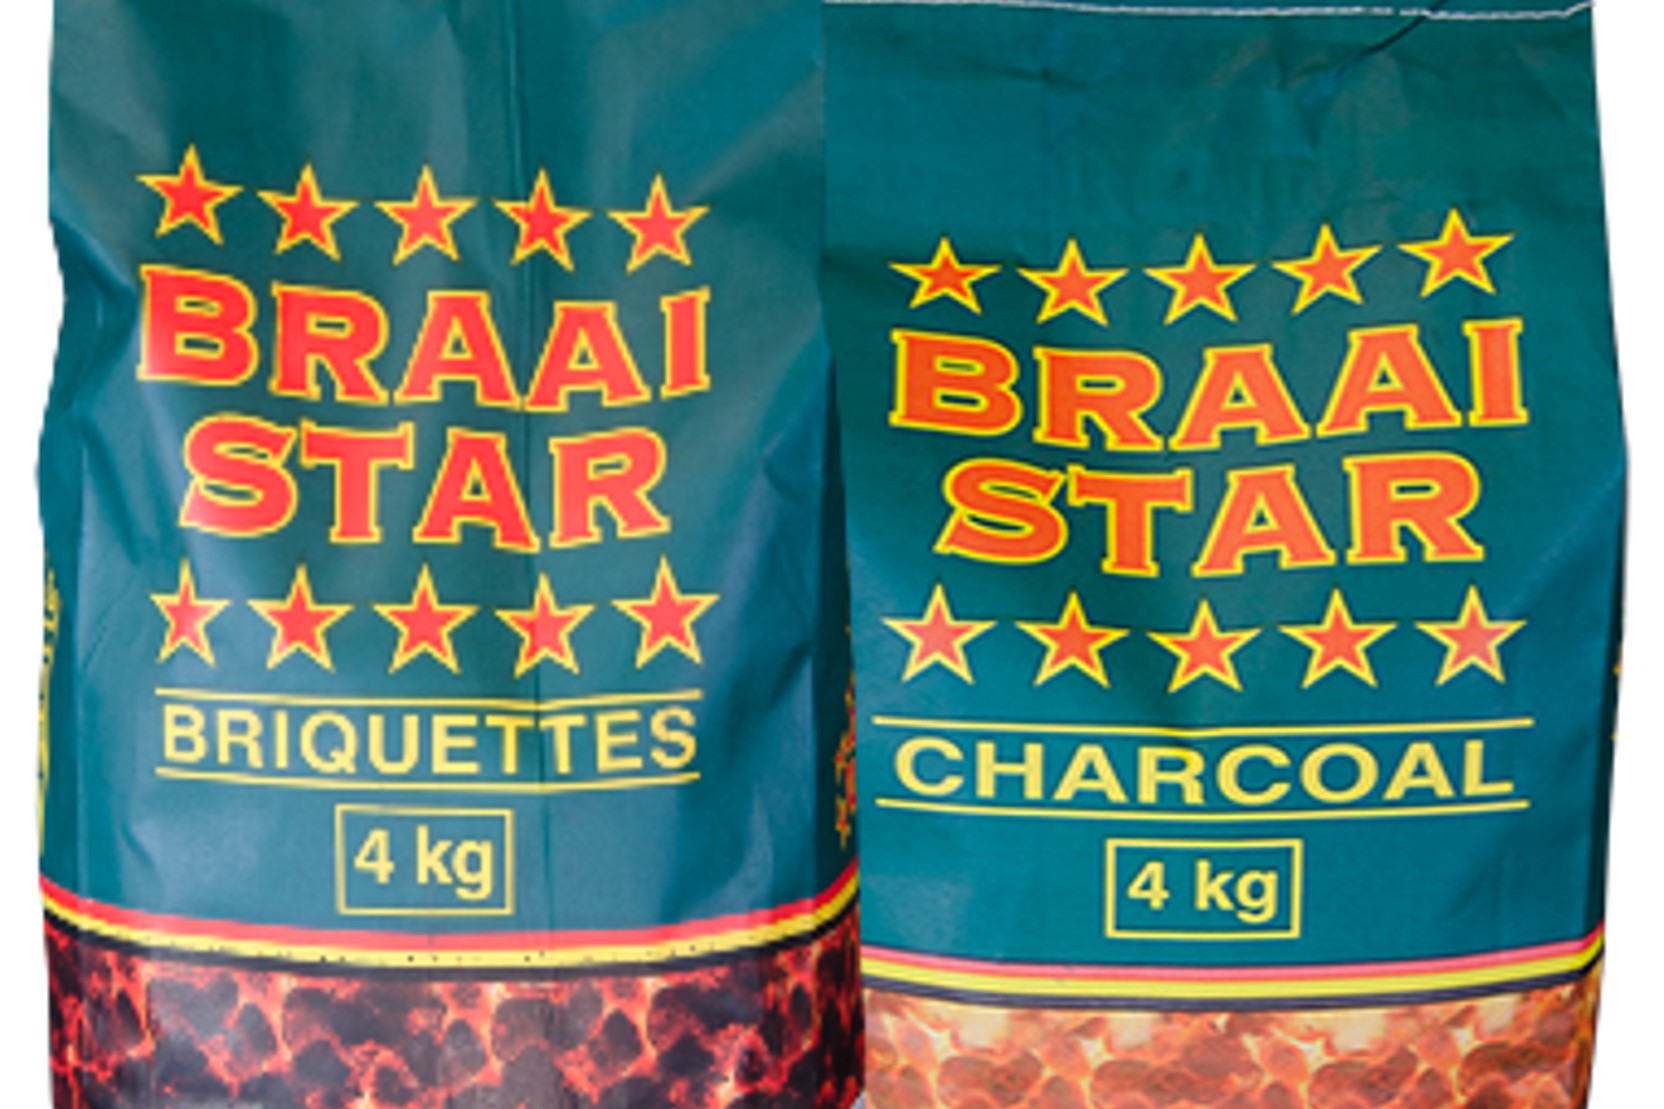 BRAAI
STAR
BRIQUETTES
4 kg
BRAAI
STAR
CHARCOAL
4 kg